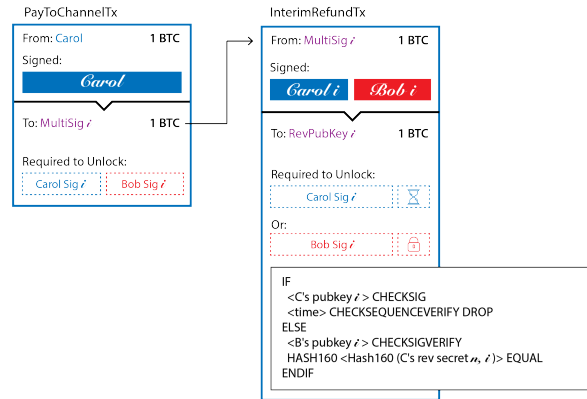 PayToChannelTx
From: Carol 1 BTC
Signed:
Carol
To: MultiSig i 1 BTC
Required to Unlock:
Carol Sig i Bob Sig i
InterimRefundTx
From: MultiSig i 1 BTC
Signed:
Carol i Bob i
To: RevPubKey i 1 BTC
Required to Unlock:
Carol Sig i
Or:
Bob Sig i
IF
<C's pubkey i > CHECKSIG
<time> CHECKSEQUENCEVERIFY DROP
ELSE
<B's pubkey i > CHECKSIGVERIFY
HASH160 <Hash160 (C's rev secret n, i )> EQUAL
ENDIF